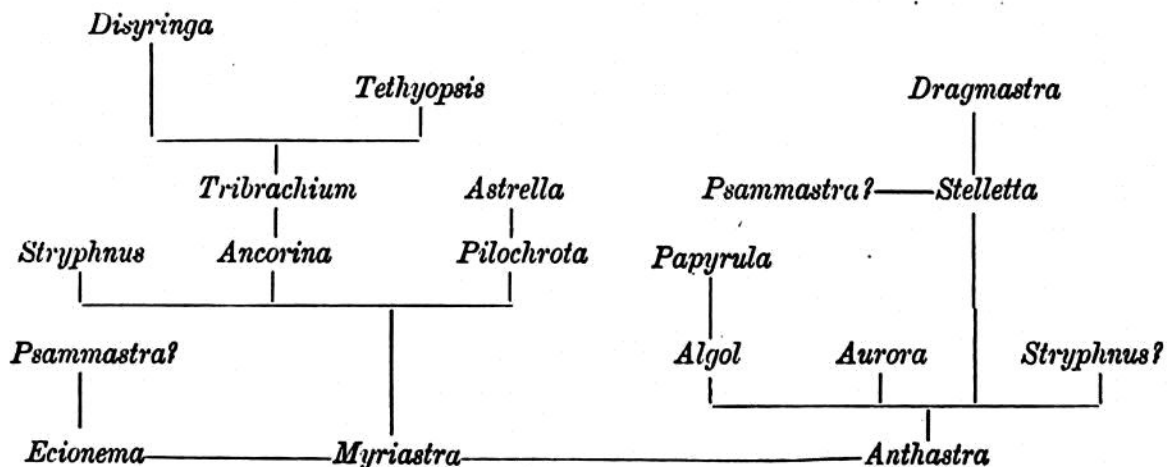 Disyringa
Tethyopsis Dragmastra
Tribrachium Astrella Psammastra? Stelletta
Stryphnus Ancorina Pilochrota Papyrula
Psammastra? Algol Aurora Stryphnus?
Ecionema Myriastra Anthastra